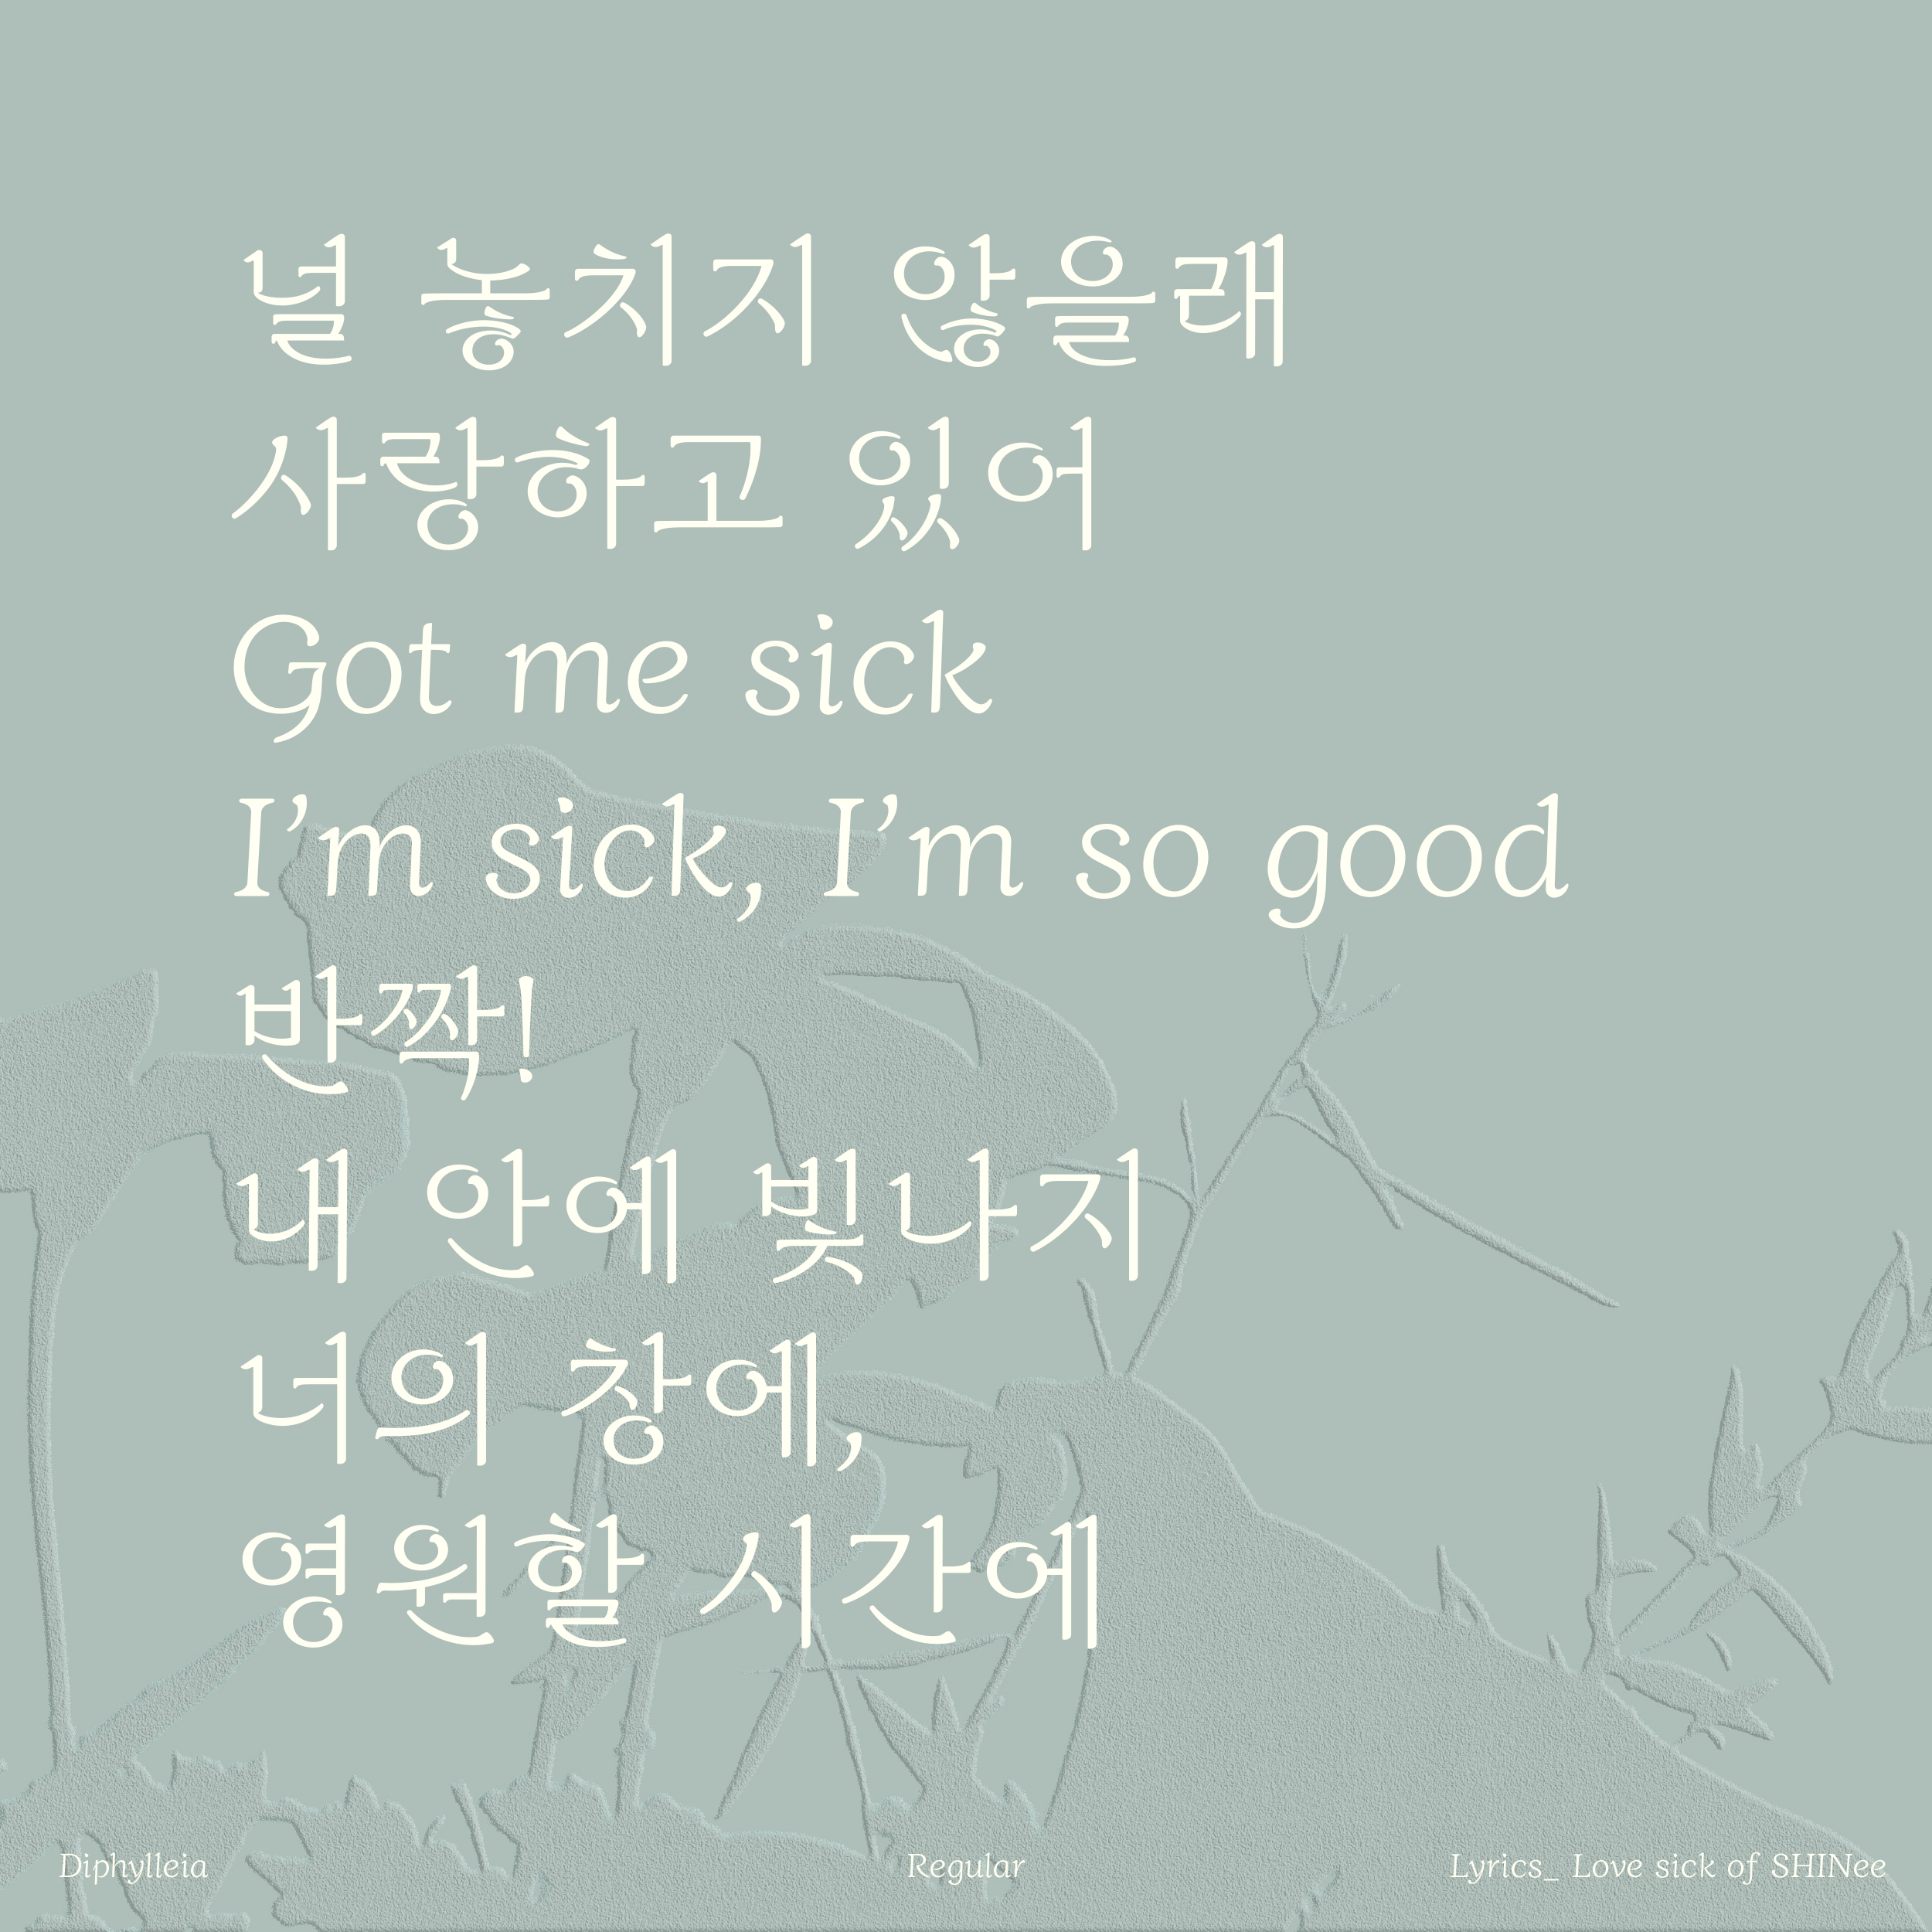 널 놓치지 않을래
사랑하고 있어
Got me sick
I’m sick, I’m so good
반짝!
내 안에 빛나지
너의 창에,
영원할 시간에
Diphylleia
Regular
Lyrics_ Love sick of SHINee